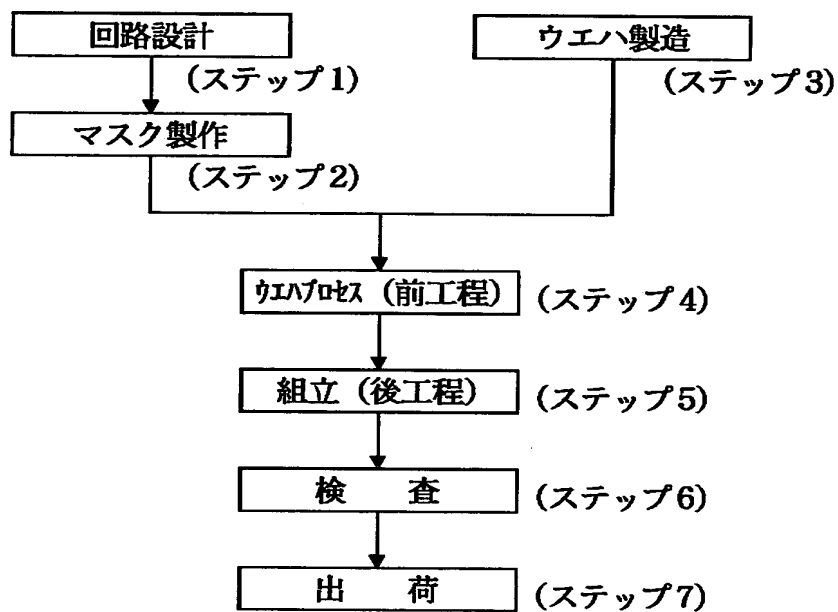 回路設計
(ステップ1)
ウエハ製造
(ステップ3)
マスク製作
(ステップ2)
ｳｴﾊﾌﾟﾛｾｽ (前工程)
(ステップ4)
組立 (後工程)
(ステップ5)
検　　査
(ステップ6)
出　　荷
(ステップ7)